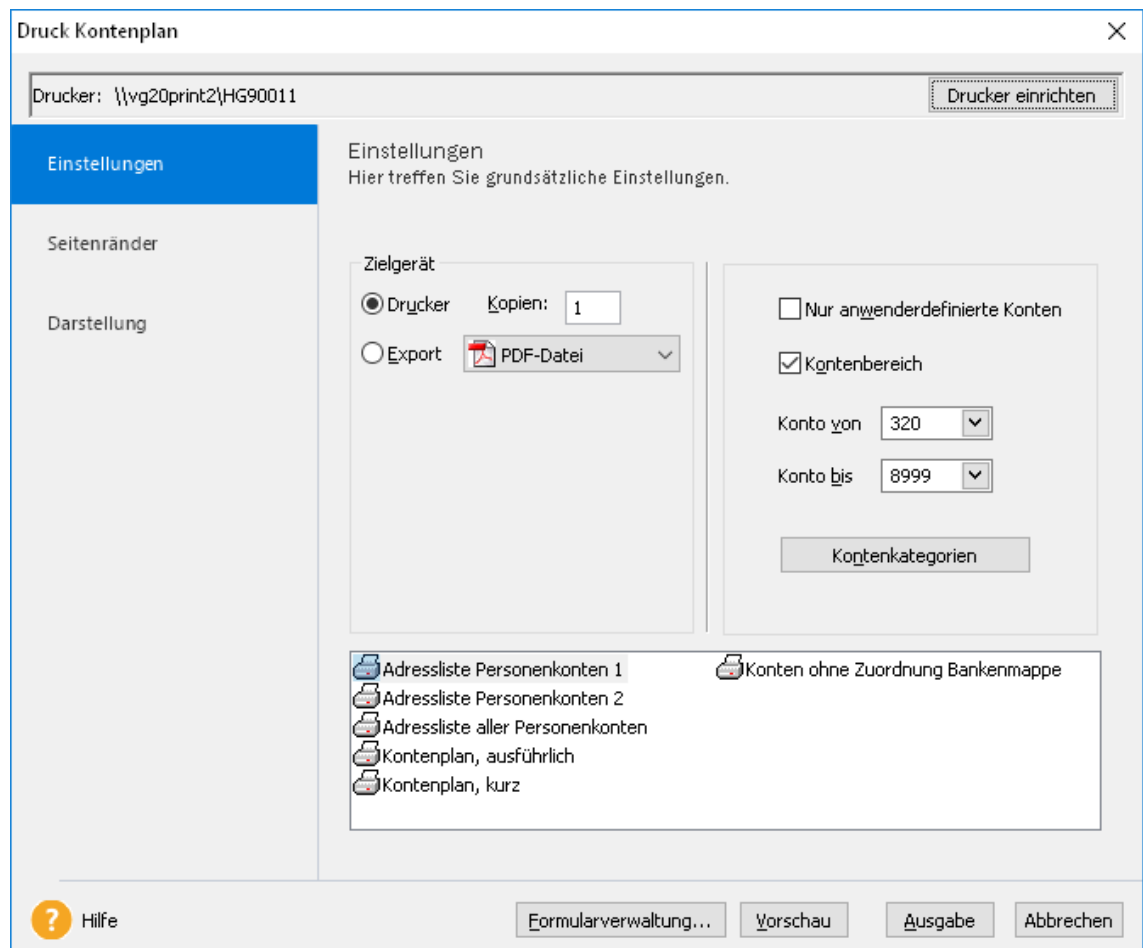 Druck Kontenplan
Drucker: \\vg20print2\HG90011
Drucker einrichten
Einstellungen
Seitenränder
Darstellung
Einstellungen
Hier treffen Sie grundsätzliche Einstellungen.
Zielgerät
Drucker Kopien: 1
Export PDF-Datei
Nur anwenderdefinierte Konten
Kontenbereich
Konto von 320
Konto bis 8999
Kontenkategorien
Adressliste Personenkonten 1
Adressliste Personenkonten 2
Adressliste aller Personenkonten
Kontenplan, ausführlich
Kontenplan, kurz
Konten ohne Zuordnung Bankenmappe
? Hilfe
Formularverwaltung...
Vorschau
Ausgabe
Abbrechen